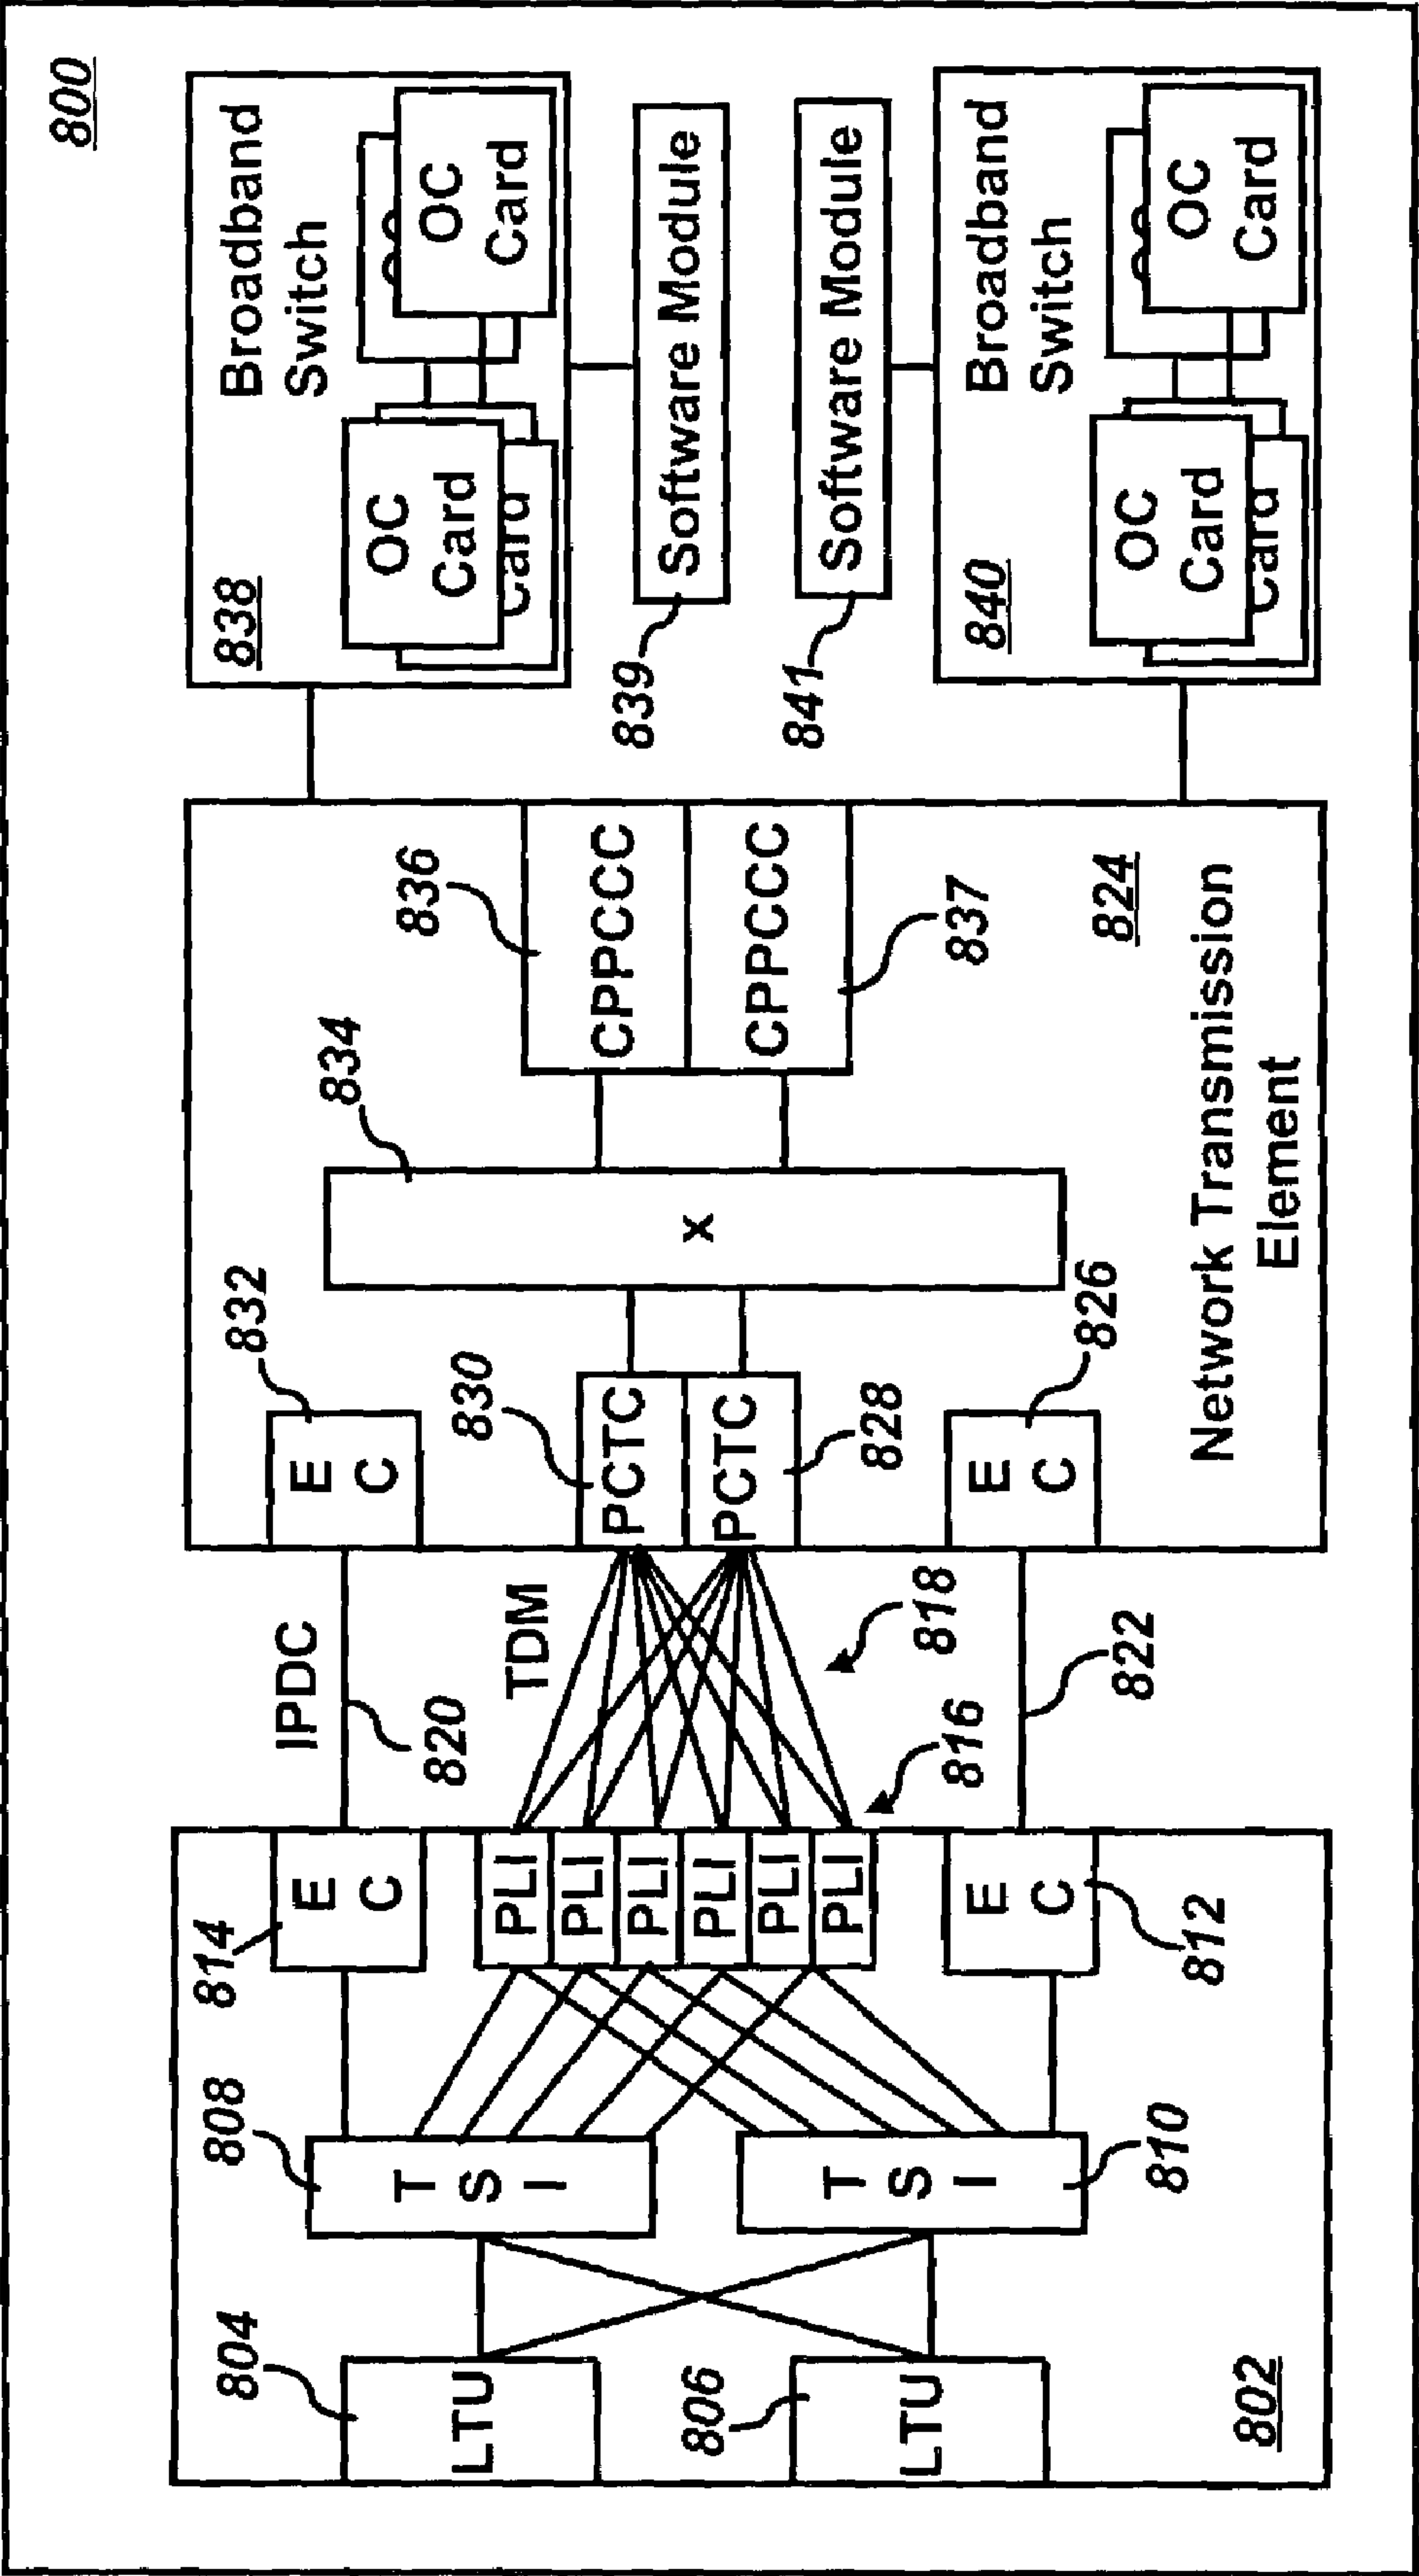 800
802
804
LTU
806
LTU
808
T
S
I
T
S
I
810
814
E
C
PLI
PLI
PLI
PLI
PLI
PLI
E
C
812
IPDC
820
TDM
816
818
822
832
E
C
830
PCTC
PCTC
828
E
C
826
834
x
836
CPPCCC
CPPCCC
837
824
Network Transmission
Element
838
Broadband
Switch
OC
Card
Card
OC
Card
839
Software Module
841
Software Module
840
Broadband
Switch
OC
Card
Card
OC
Card